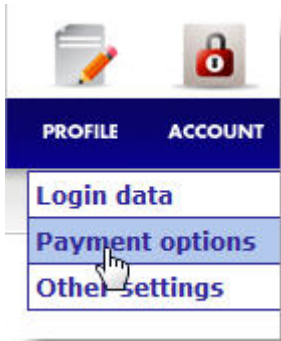 PROFILE ACCOUNT
Login data
Payment options
Other settings